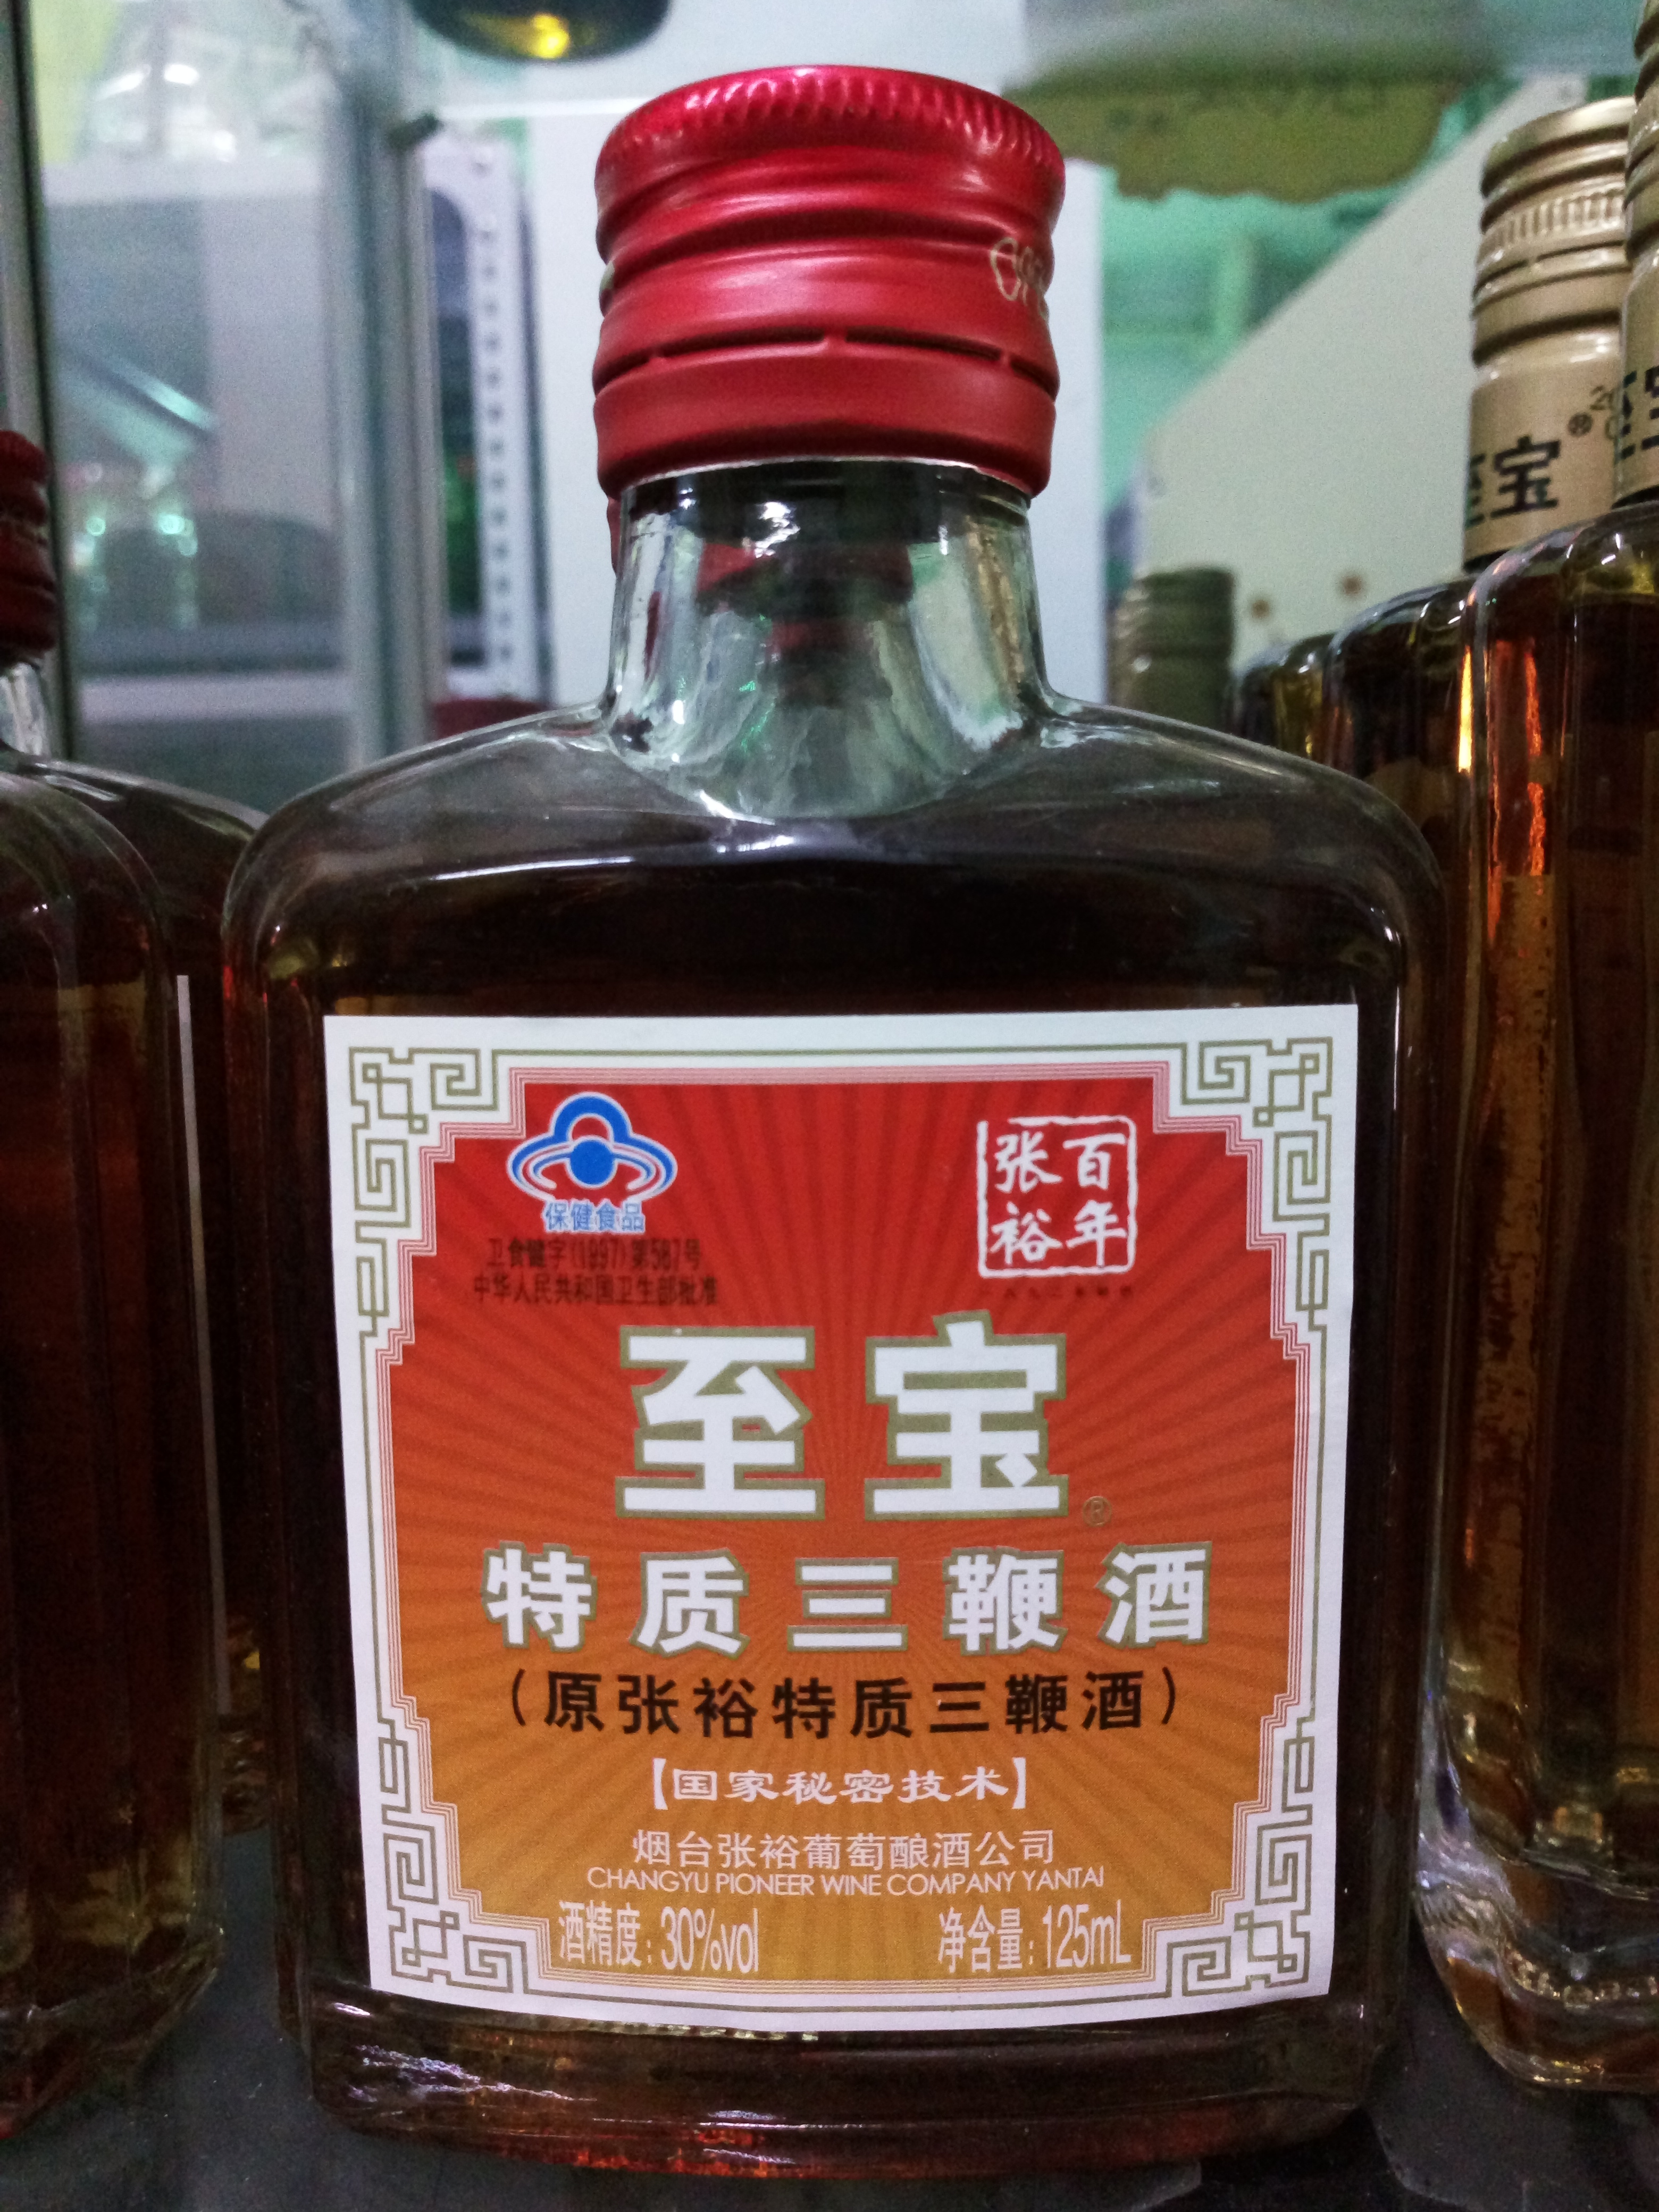 保健食品
卫食健字(1997)第587号
中华人民共和国卫生部批准
百年
张裕
至宝®
特质三鞭酒
(原张裕特质三鞭酒)
【国家秘密技术】
烟台张裕葡萄酿酒公司
CHANGYU PIONEER WINE COMPANY YANTAI
酒精度:30%vol
净含量:125mL
至宝®